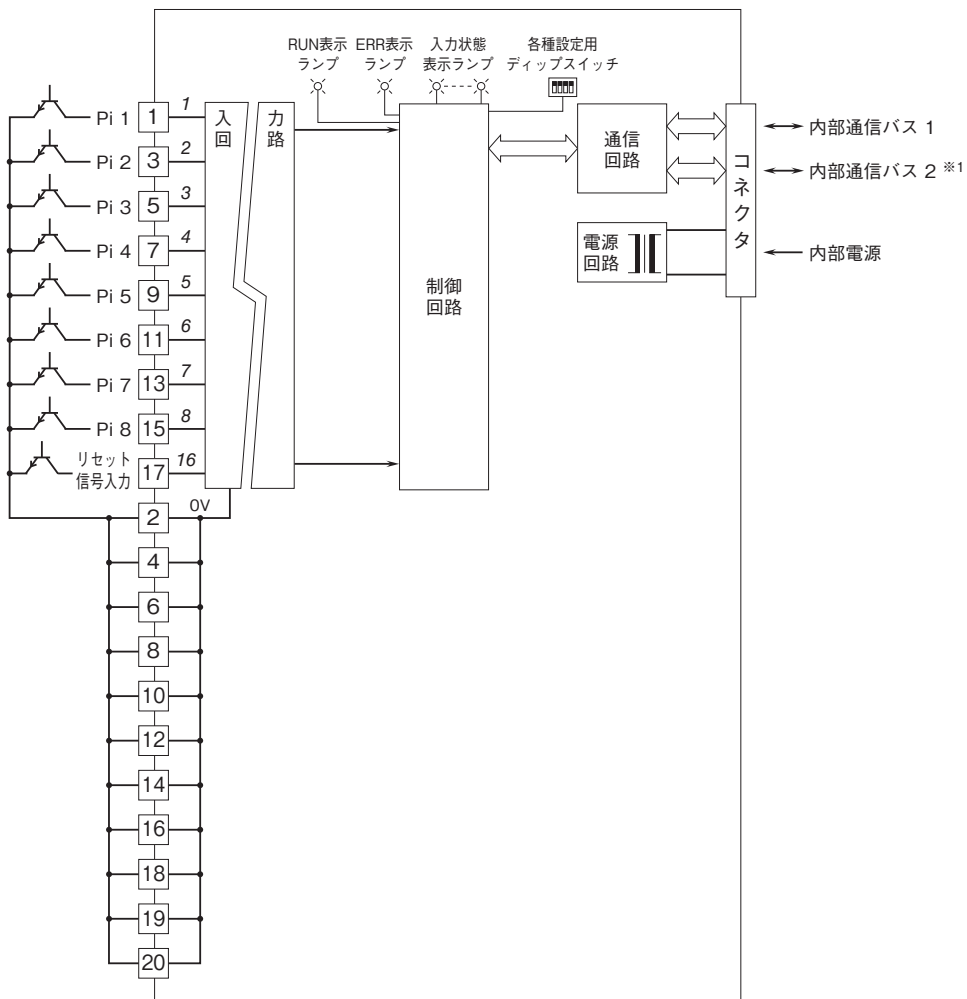 RUN表示
ランプ
ERR表示
ランプ
入力状態
表示ランプ
各種設定用
ディップスイッチ
Pi 1 1 1
Pi 2 3 2
Pi 3 5 3
Pi 4 7 4
Pi 5 9 5
Pi 6 11 6
Pi 7 13 7
Pi 8 15 8
リセット
信号入力 17 16
入力
回路
制御
回路
通信
回路
電源
回路
コネクタ
内部通信バス 1
内部通信バス 2 ※1
内部電源
2 0V
4
6
8
10
12
14
16
18
19
20